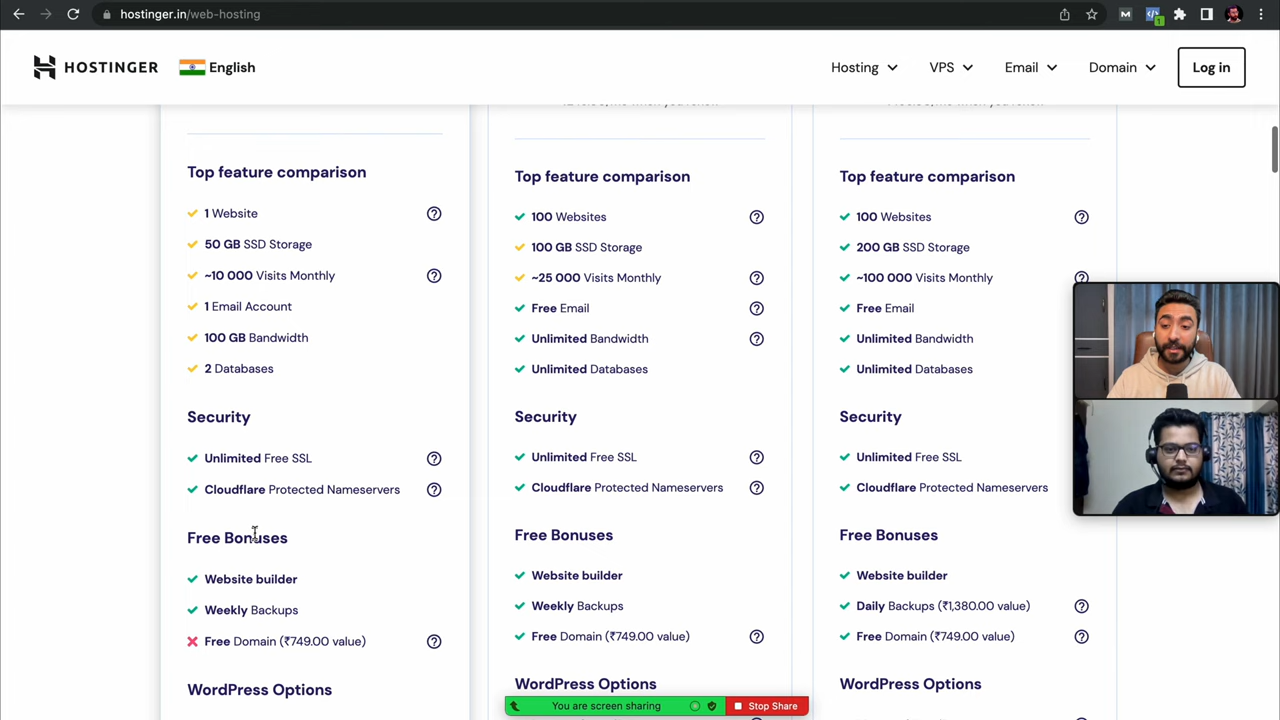 hostinger.in/web-hosting
1
HOSTINGER
English
Hosting
VPS
Email
Domain
Log in
Top feature comparison
1 Website
50 GB SSD Storage
~10 000 Visits Monthly
1 Email Account
100 GB Bandwidth
2 Databases
Security
Unlimited Free SSL
Cloudflare Protected Nameservers
Free Bonuses
Website builder
Weekly Backups
Free Domain (₹749.00 value)
WordPress Options
Top feature comparison
100 Websites
100 GB SSD Storage
~25 000 Visits Monthly
Free Email
Unlimited Bandwidth
Unlimited Databases
Security
Unlimited Free SSL
Cloudflare Protected Nameservers
Free Bonuses
Website builder
Weekly Backups
Free Domain (₹749.00 value)
WordPress Options
Top feature comparison
100 Websites
200 GB SSD Storage
~100 000 Visits Monthly
Free Email
Unlimited Bandwidth
Unlimited Databases
Security
Unlimited Free SSL
Cloudflare Protected Nameservers
Free Bonuses
Website builder
Daily Backups (₹1,380.00 value)
Free Domain (₹749.00 value)
WordPress Options
You are screen sharing
Stop Share